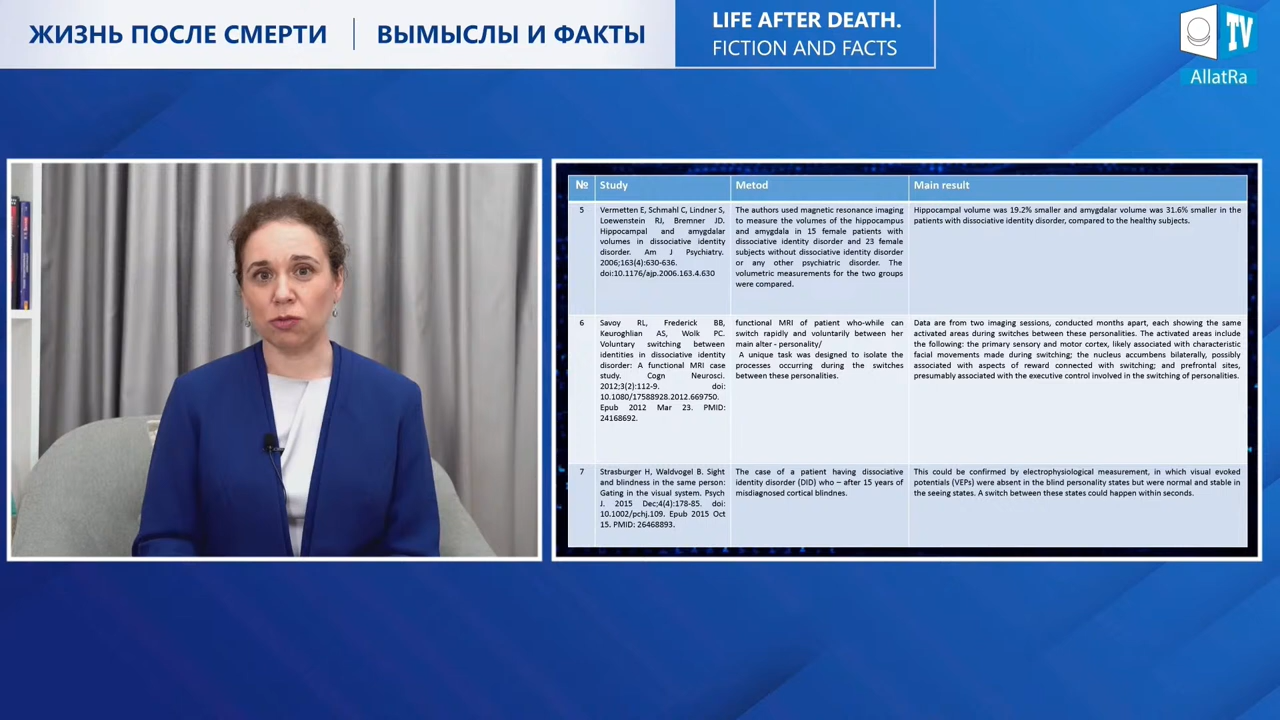 ЖИЗНЬ ПОСЛЕ СМЕРТИ
ВЫМЫСЛЫ И ФАКТЫ
LIFE AFTER DEATH.
FICTION AND FACTS
TV
AllatRa
№ Study Metod Main result
5
Vermetten E, Schmahl C, Lindner S,
Loewenstein RJ, Bremner JD.
Hippocampal and amygdalar
volumes in dissociative identity
disorder. Am J Psychiatry.
2006;163(4):630-636.
doi:10.1176/ajp.2006.163.4.630
The authors used magnetic resonance imaging
to measure the volumes of the hippocampus
and amygdala in 15 female patients with
dissociative identity disorder and 23 female
subjects without dissociative identity disorder
or any other psychiatric disorder. The
volumetric measurements for the two groups
were compared.
Hippocampal volume was 19.2% smaller and amygdalar volume was 31.6% smaller in the
patients with dissociative identity disorder, compared to the healthy subjects.
6
Savoy RL, Frederick BB,
Keuroghlian AS, Wolk PC.
Voluntary switching between
identities in dissociative identity
disorder: A functional MRI case
study. Cogn Neurosci.
2012;3(2):112-9. doi:
10.1080/17588928.2012.669750.
Epub 2012 Mar 23. PMID:
24168692.
functional MRI of patient who-while can
switch rapidly and voluntarily between her
main alter - personality/
A unique task was designed to isolate the
processes occurring during the switches
between these personalities.
Data are from two imaging sessions, conducted months apart, each showing the same
activated areas during switches between these personalities. The activated areas include
the following: the primary sensory and motor cortex, likely associated with characteristic
facial movements made during switching; the nucleus accumbens bilaterally, possibly
associated with aspects of reward connected with switching; and prefrontal sites,
presumably associated with the executive control involved in the switching of personalities.
7
Strasburger H, Waldvogel B. Sight
and blindness in the same person:
Gating in the visual system. Psych
J. 2015 Dec;4(4):178-85. doi:
10.1002/pchj.109. Epub 2015 Oct
15. PMID: 26468893.
The case of a patient having dissociative
identity disorder (DID) who – after 15 years of
misdiagnosed cortical blindnes.
This could be confirmed by electrophysiological measurement, in which visual evoked
potentials (VEPs) were absent in the blind personality states but were normal and stable in
the seeing states. A switch between these states could happen within seconds.